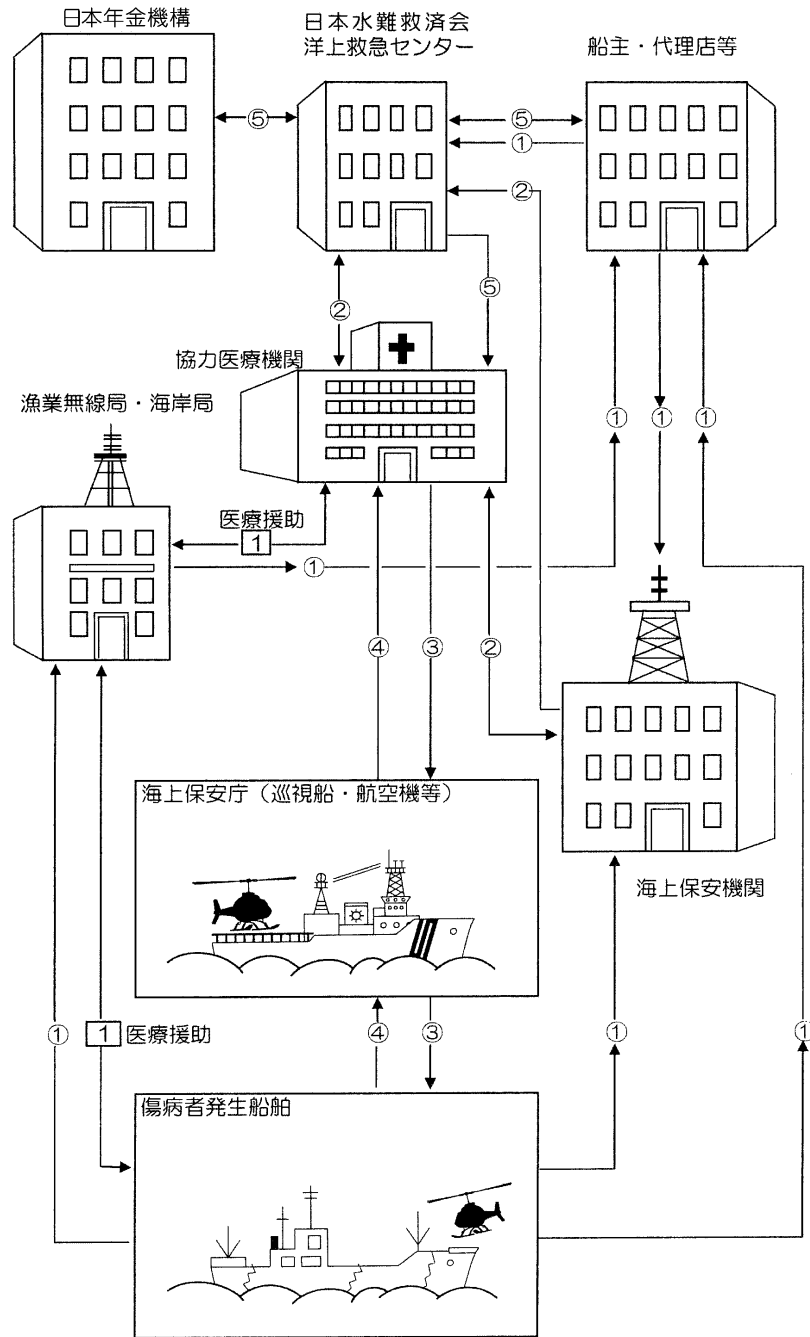 日本年金機構
日本水難救済会
洋上救急センター
船主・代理店等
⑤
⑤
①
②
②
⑤
協力医療機関
漁業無線局・海岸局
①
①
①
医療援助
1
①
④
③
②
海上保安庁（巡視船・航空機等）
海上保安機関
①
1
医療援助
④
③
①
①
傷病者発生船舶